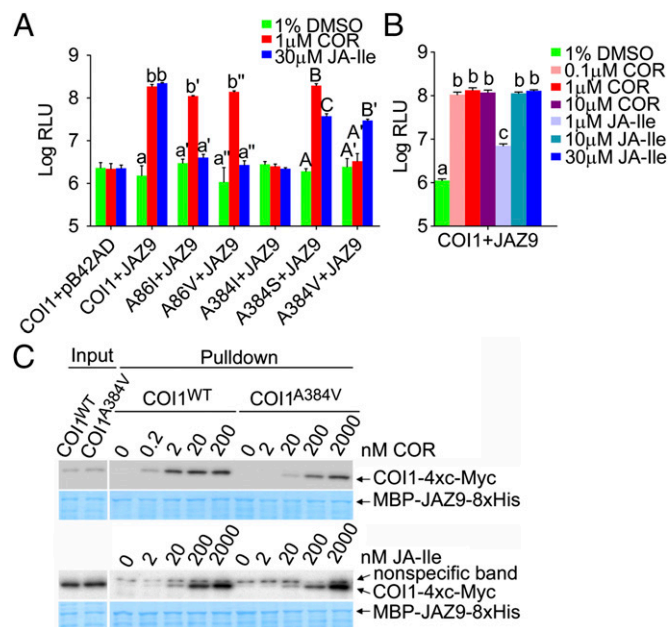 A
1% DMSO
1μM COR
30μM JA-Ile
Log RLU
9
8
7
6
5
bb
a
b'
a' a'
b"
a" a"
B
A C
B'
A'
A'
COI1+pB42AD
COI1+JAZ9
A86I+JAZ9
A86V+JAZ9
A384I+JAZ9
A384S+JAZ9
A384V+JAZ9
B
1% DMSO
0.1μM COR
1μM COR
10μM COR
1μM JA-Ile
10μM JA-Ile
30μM JA-Ile
Log RLU
9
8
7
6
5
a b b b c b b
COI1+JAZ9
C
Input Pulldown
COI1WT COI1A384V COI1WT COI1A384V
0 0.2 2 20 200 0 2 20 200 2000 nM COR
COI1-4xc-Myc
MBP-JAZ9-8xHis
0 2 20 200 2000 0 2 20 200 2000 nM JA-Ile
nonspecific band
COI1-4xc-Myc
MBP-JAZ9-8xHis